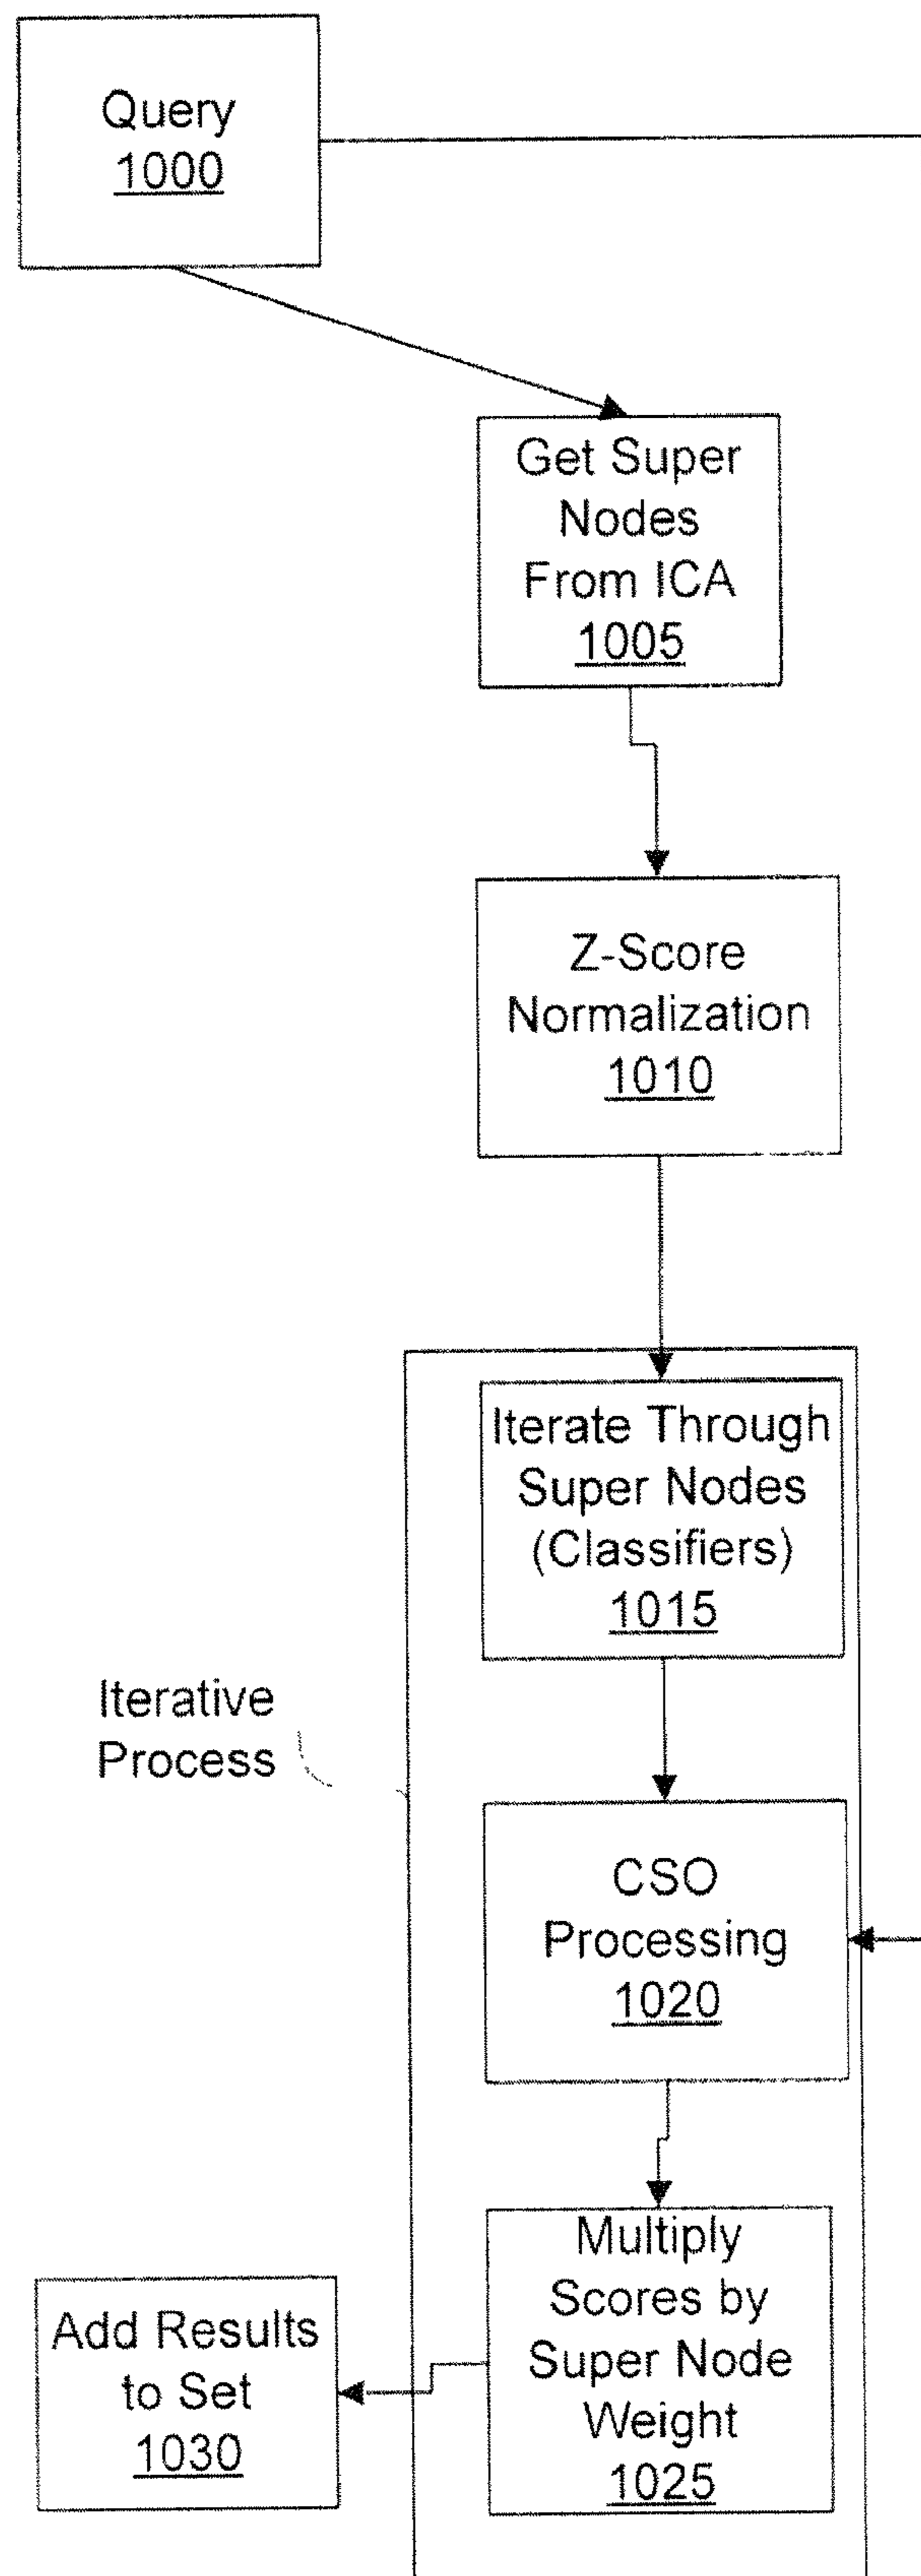 Query
1000
Get Super
Nodes
From ICA
1005
Z-Score
Normalization
1010
Iterate Through
Super Nodes
(Classifiers)
1015
Iterative
Process
CSO
Processing
1020
Multiply
Scores by
Super Node
Weight
1025
Add Results
to Set
1030